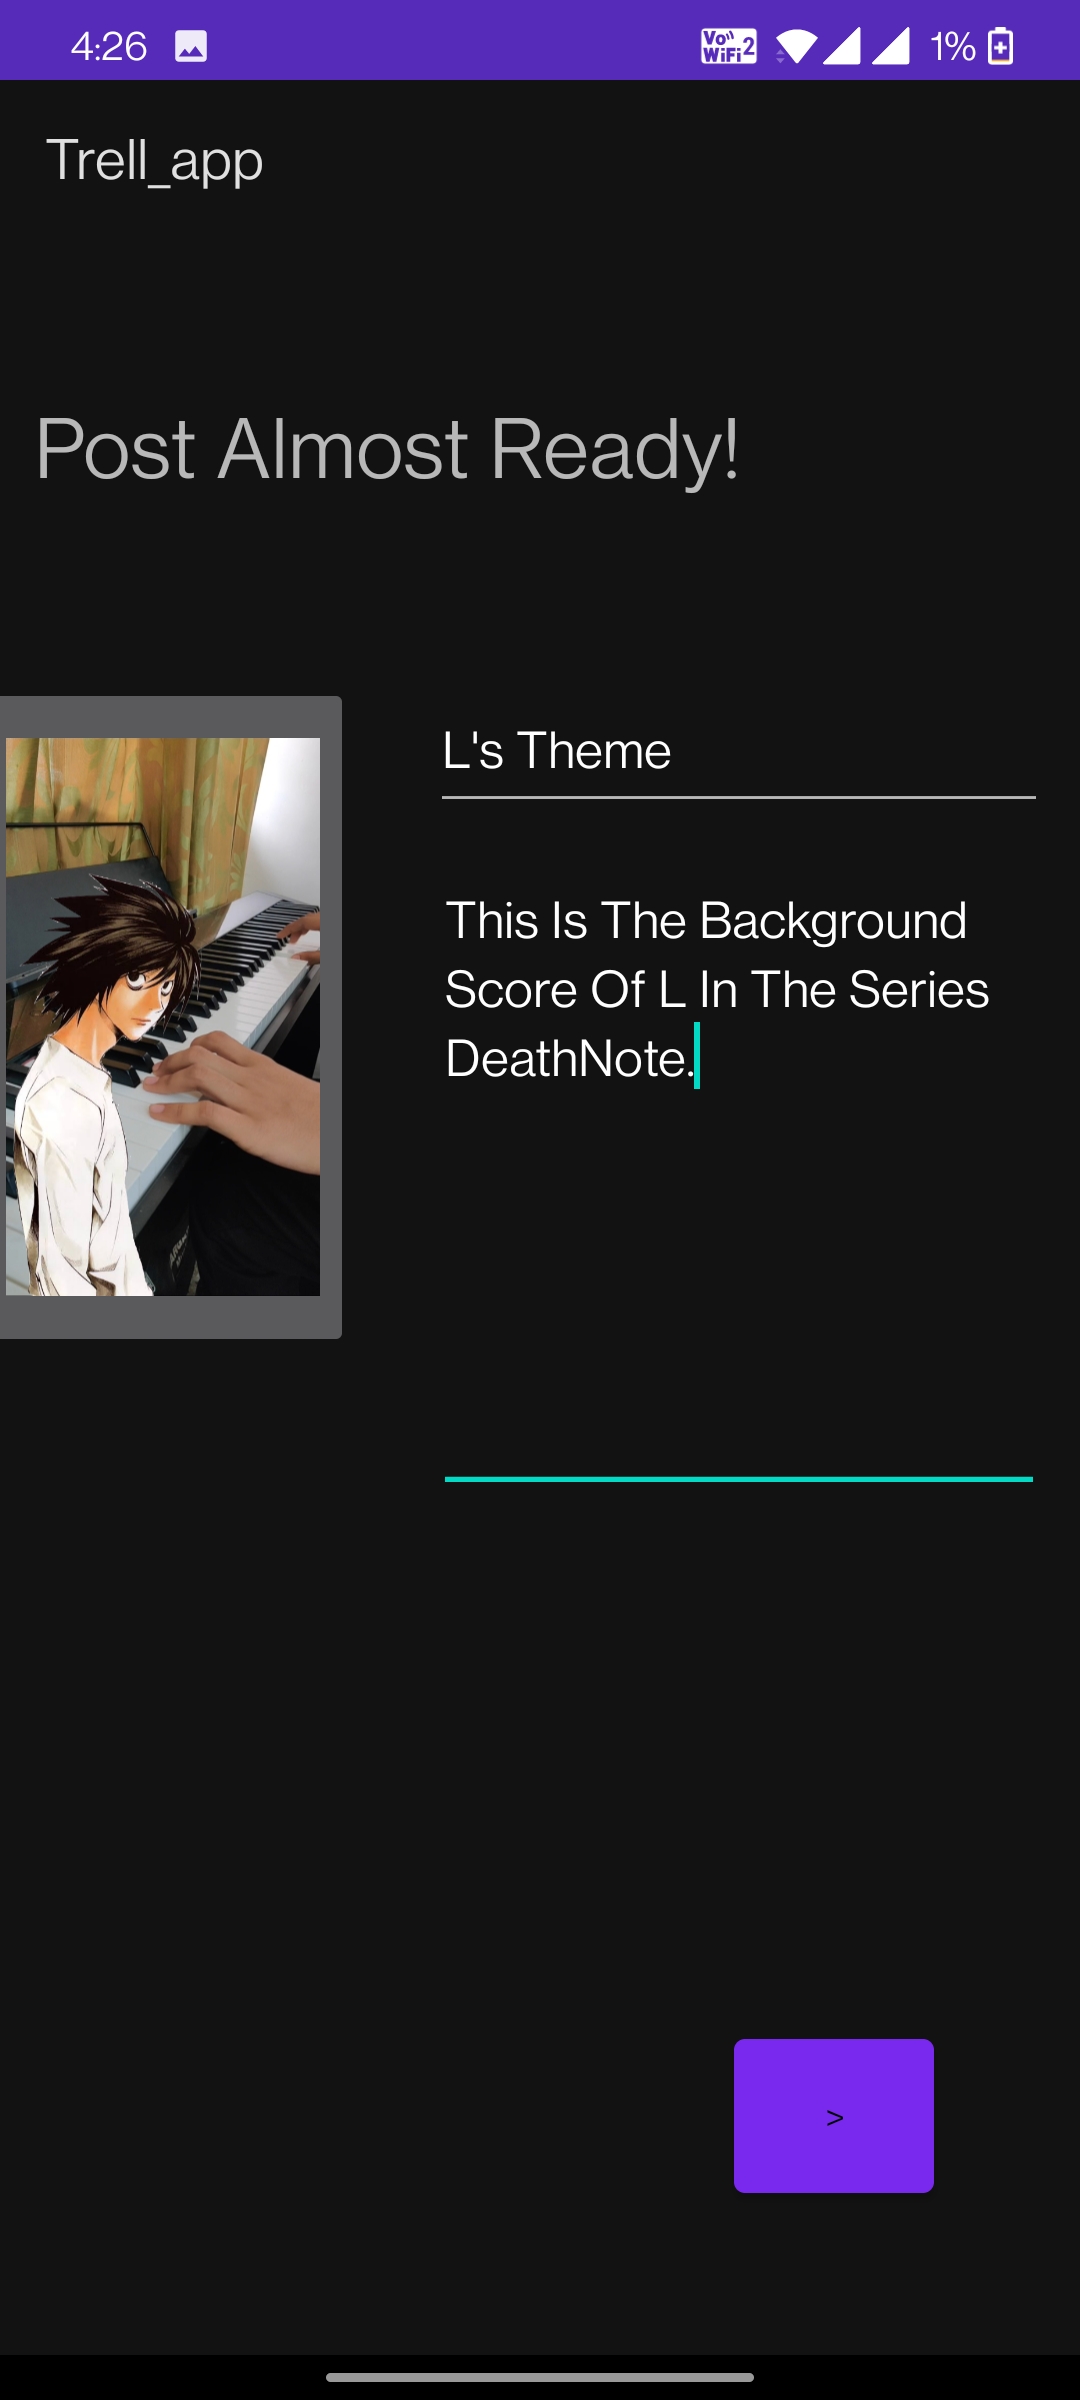 4:26 Vo)) WiFi 2 1%
Trell_app
Post Almost Ready!
L's Theme
This Is The Background
Score Of L In The Series
DeathNote.
>